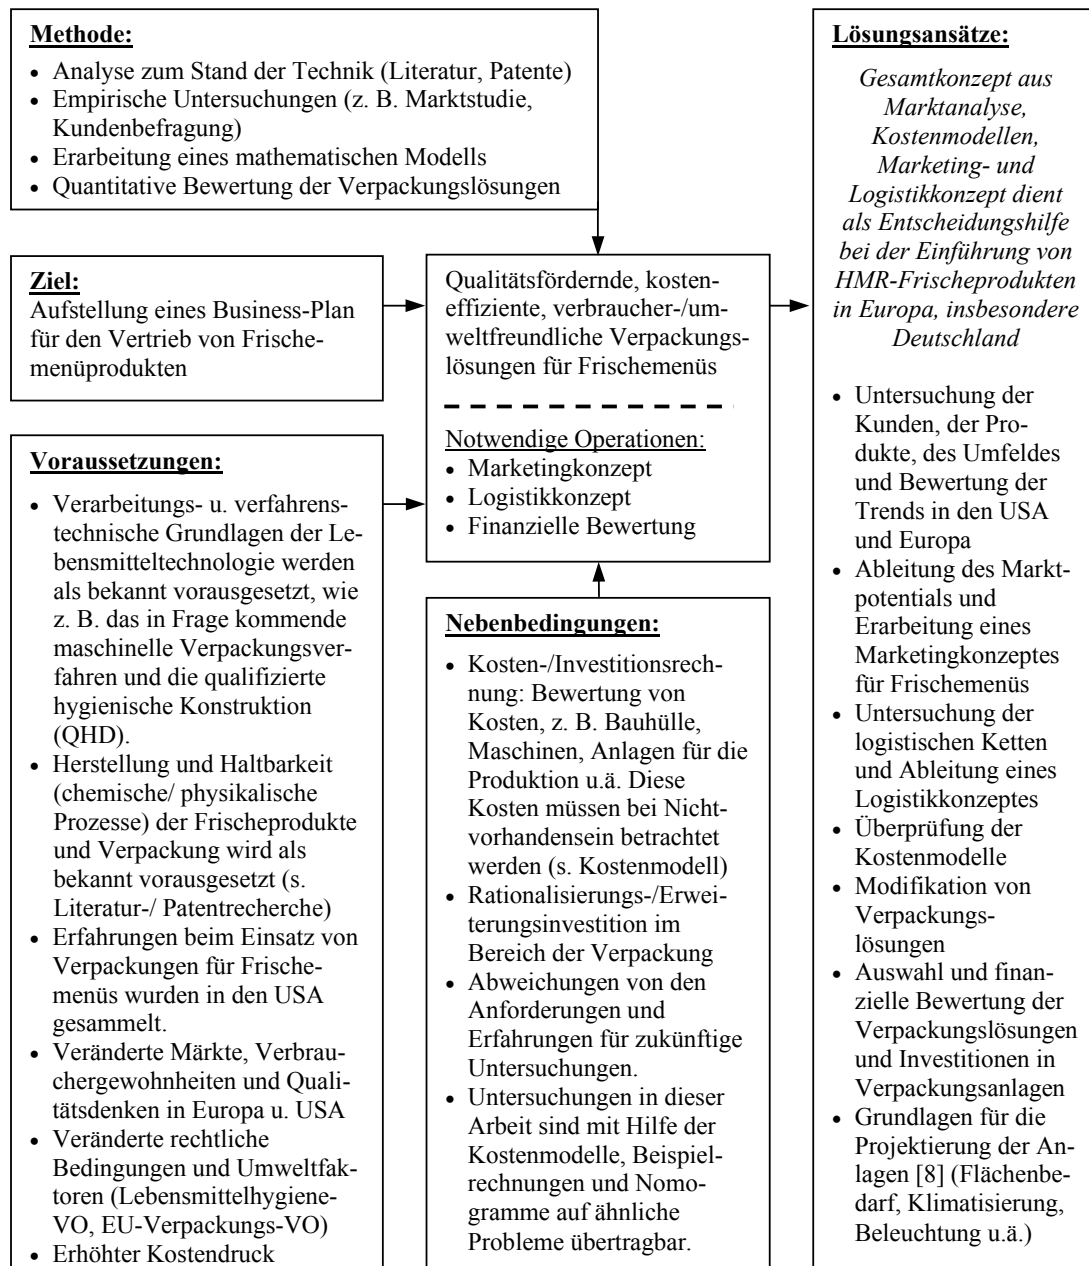 Methode:
• Analyse zum Stand der Technik (Literatur, Patente)
• Empirische Untersuchungen (z. B. Marktstudie,
Kundenbefragung)
• Erarbeitung eines mathematischen Modells
• Quantitative Bewertung der Verpackungslösungen
Ziel:
Aufstellung eines Business-Plan
für den Vertrieb von Frische-
menüprodukten
Voraussetzungen:
• Verarbeitungs- u. verfahrens-
technische Grundlagen der Le-
bensmitteltechnologie werden
als bekannt vorausgesetzt, wie
z. B. das in Frage kommende
maschinelle Verpackungsver-
fahren und die qualifizierte
hygienische Konstruktion
(QHD).
• Herstellung und Haltbarkeit
(chemische/ physikalische
Prozesse) der Frischeprodukte
und Verpackung wird als
bekannt vorausgesetzt (s.
Literatur-/ Patentrecherche)
• Erfahrungen beim Einsatz von
Verpackungen für Frische-
menüs wurden in den USA
gesammelt.
• Veränderte Märkte, Verbrau-
chergewohnheiten und Quali-
tätsdenken in Europa u. USA
• Veränderte rechtliche
Bedingungen und Umweltfak-
toren (Lebensmittelhygiene-
VO, EU-Verpackungs-VO)
• Erhöhter Kostendruck
Qualitätsfördernde, kosten-
effiziente, verbraucher-/um-
weltfreundliche Verpackungs-
lösungen für Frischemenüs
Notwendige Operationen:
• Marketingkonzept
• Logistikkonzept
• Finanzielle Bewertung
Nebenbedingungen:
• Kosten-/Investitionsrech-
nung: Bewertung von
Kosten, z. B. Bauhülle,
Maschinen, Anlagen für die
Produktion u.ä. Diese
Kosten müssen bei Nicht-
vorhandensein betrachtet
werden (s. Kostenmodell)
• Rationalisierungs-/Erwei-
terungsinvestition im
Bereich der Verpackung
• Abweichungen von den
Anforderungen und
Erfahrungen für zukünftige
Untersuchungen.
• Untersuchungen in dieser
Arbeit sind mit Hilfe der
Kostenmodelle, Beispiel-
rechnungen und Nomo-
gramme auf ähnliche
Probleme übertragbar.
Lösungsansätze:
Gesamtkonzept aus
Marktanalyse,
Kostenmodellen,
Marketing- und
Logistikkonzept dient
als Entscheidungshilfe
bei der Einführung von
HMR-Frischeprodukten
in Europa, insbesondere
Deutschland
• Untersuchung der
Kunden, der Pro-
dukte, des Umfeldes
und Bewertung der
Trends in den USA
und Europa
• Ableitung des Markt-
potentials und
Erarbeitung eines
Marketingkonzeptes
für Frischemenüs
• Untersuchung der
logistischen Ketten
und Ableitung eines
Logistikkonzeptes
• Überprüfung der
Kostenmodelle
• Modifikation von
Verpackungs-
lösungen
• Auswahl und finan-
zielle Bewertung der
Verpackungslösungen
und Investitionen in
Verpackungsanlagen
• Grundlagen für die
Projektierung der An-
lagen [8] (Flächenbe-
darf, Klimatisierung,
Beleuchtung u.ä.)